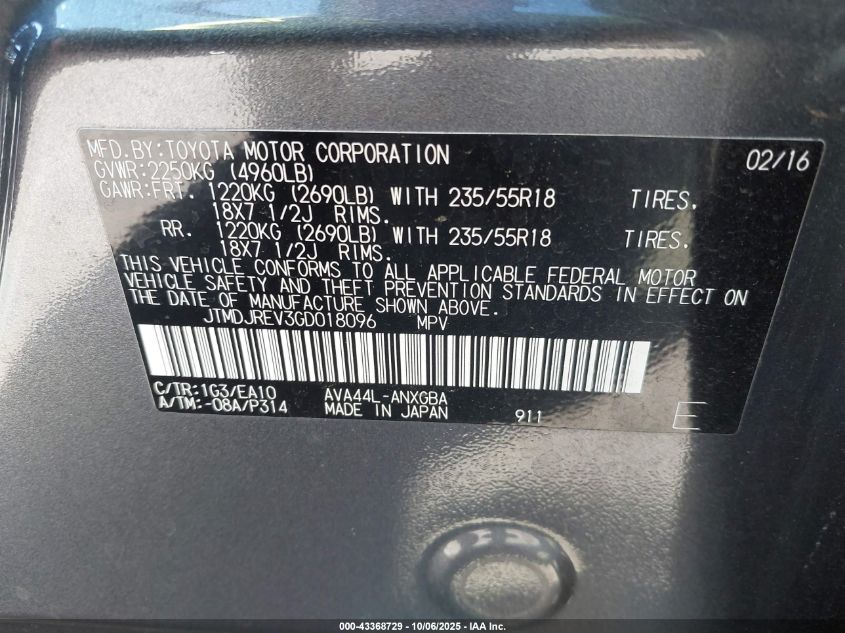 MFD.BY:TOYOTA MOTOR CORPORATION 02/16
GVWR:2250KG (4960LB)
GAWR:FRT. 1220KG (2690LB) WITH 235/55R18 TIRES.
18X7 1/2J RIMS.
RR. 1220KG (2690LB) WITH 235/55R18 TIRES.
18X7 1/2J RIMS.
THIS VEHICLE CONFORMS TO ALL APPLICABLE FEDERAL MOTOR
VEHICLE SAFETY AND THEFT PREVENTION STANDARDS IN EFFECT ON
THE DATE OF MANUFACTURE SHOWN ABOVE.
JTMDJREV3GD018096 MPV
C/TR:1G3/EA10 AVA44L-ANXGBA
A/TM:-08A/P314 MADE IN JAPAN 911 E
000-43368729 - 10/06/2025 - IAA Inc.